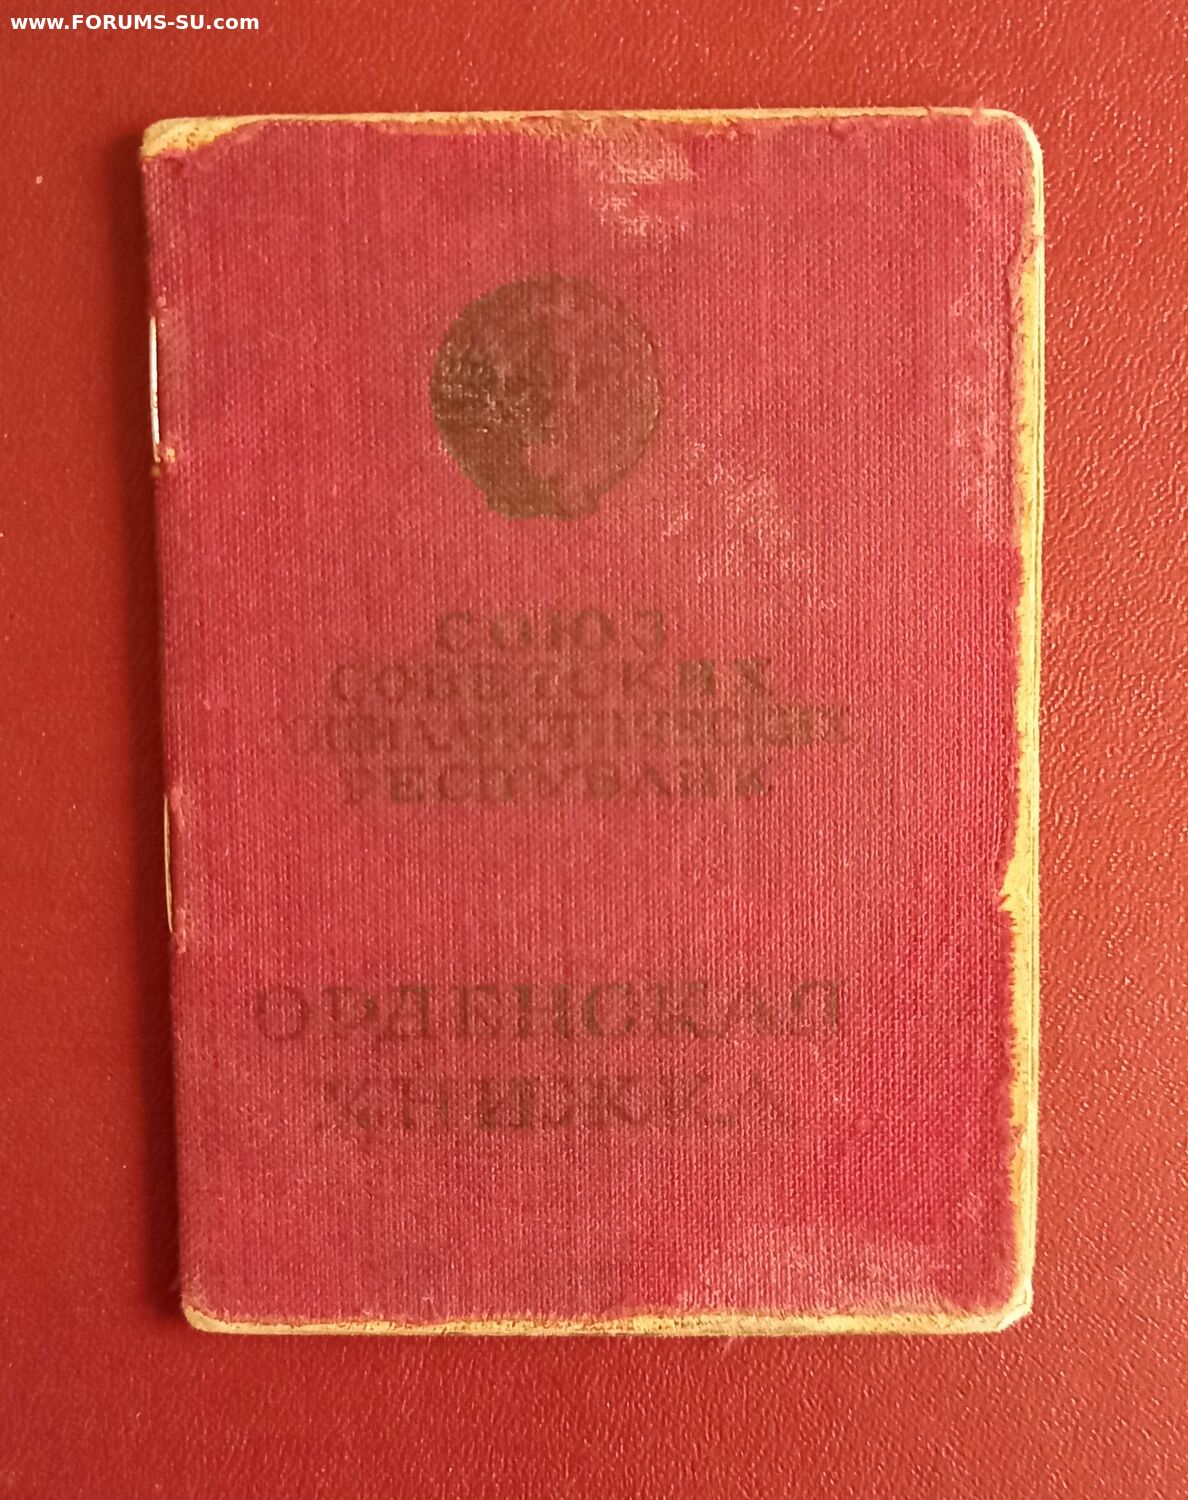 www.FORUMS-SU.com
СОЮЗ
СОВЕТСКИХ
СОЦИАЛИСТИЧЕСКИХ
РЕСПУБЛИК
ОРДЕНСКАЯ
КНИЖКА